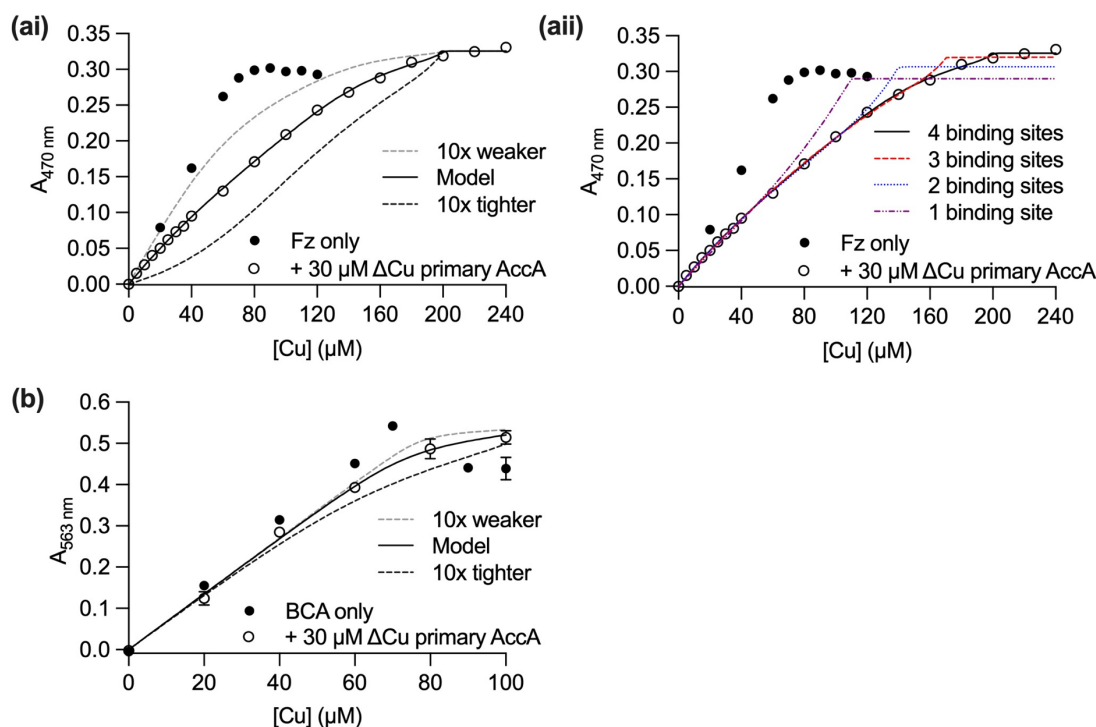 (ai)
0.35
0.30
0.25
0.20
0.15
0.10
0.05
0.00
A470 nm
10x weaker
Model
10x tighter
Fz only
+ 30 µM ΔCu primary AccA
0 40 80 120 160 200 240
[Cu] (µM)
(aii)
0.35
0.30
0.25
0.20
0.15
0.10
0.05
0.00
A470 nm
4 binding sites
3 binding sites
2 binding sites
1 binding site
Fz only
+ 30 µM ΔCu primary AccA
0 40 80 120 160 200 240
[Cu] (µM)
(b)
0.6
0.5
0.4
0.3
0.2
0.1
0.0
A563 nm
10x weaker
Model
10x tighter
BCA only
+ 30 µM ΔCu primary AccA
0 20 40 60 80 100
[Cu] (µM)